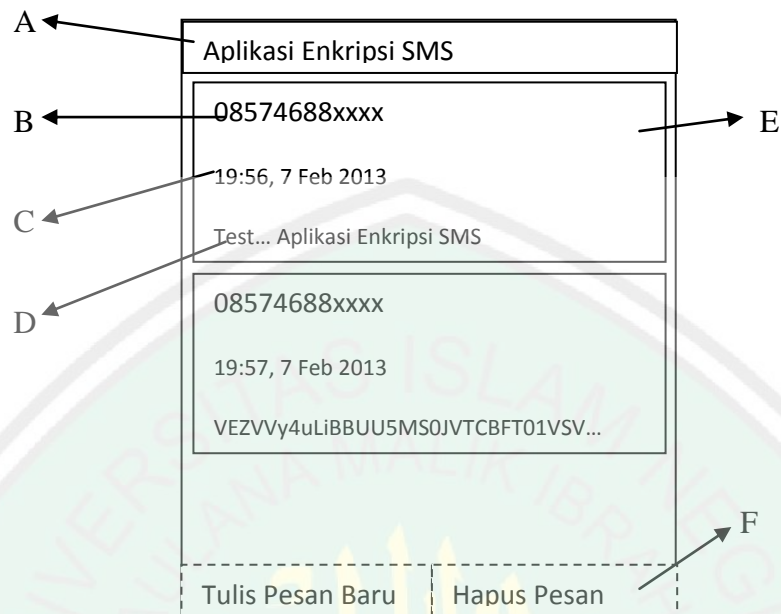 A
Aplikasi Enkripsi SMS
B
08574688xxxx
E
19:56, 7 Feb 2013
C
Test... Aplikasi Enkripsi SMS
D
08574688xxxx
19:57, 7 Feb 2013
VEZVVy4uLiBBUU5MS0JVTCBFT01VSV...
F
Tulis Pesan Baru
Hapus Pesan